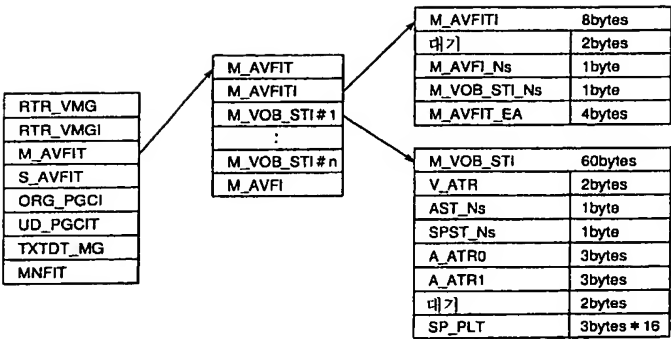 RTR_VMG
RTR_VMGI
M_AVFIT
S_AVFIT
ORG_PGCI
UD_PGCIT
TXTDT_MG
MNFIT
M_AVFIT
M_AVFITI
M_VOB_STI#1
:
M_VOB_STI#n
M_AVFI
M_AVFITI 8bytes
대기 2bytes
M_AVFI_Ns 1byte
M_VOB_STI_Ns 1byte
M_AVFIT_EA 4bytes
M_VOB_STI 60bytes
V_ATR 2bytes
AST_Ns 1byte
SPST_Ns 1byte
A_ATR0 3bytes
A_ATR1 3bytes
대기 2bytes
SP_PLT 3bytes * 16